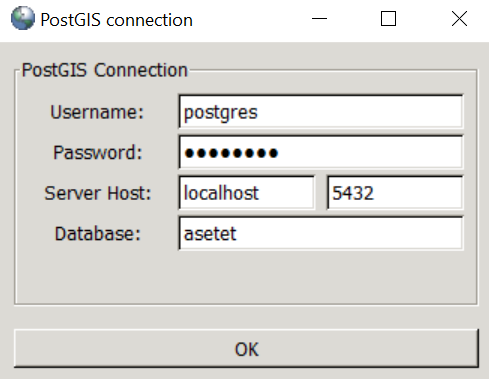 PostGIS connection
PostGIS Connection
Username: postgres
Password: ●●●●●●●●
Server Host: localhost 5432
Database: asetet
OK